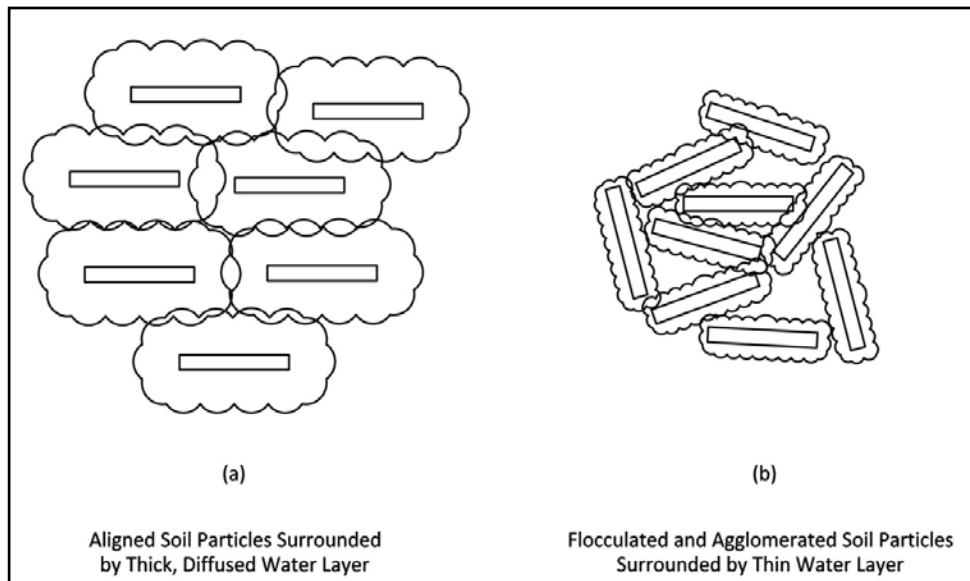 (a)
(b)
Aligned Soil Particles Surrounded
by Thick, Diffused Water Layer
Flocculated and Agglomerated Soil Particles
Surrounded by Thin Water Layer